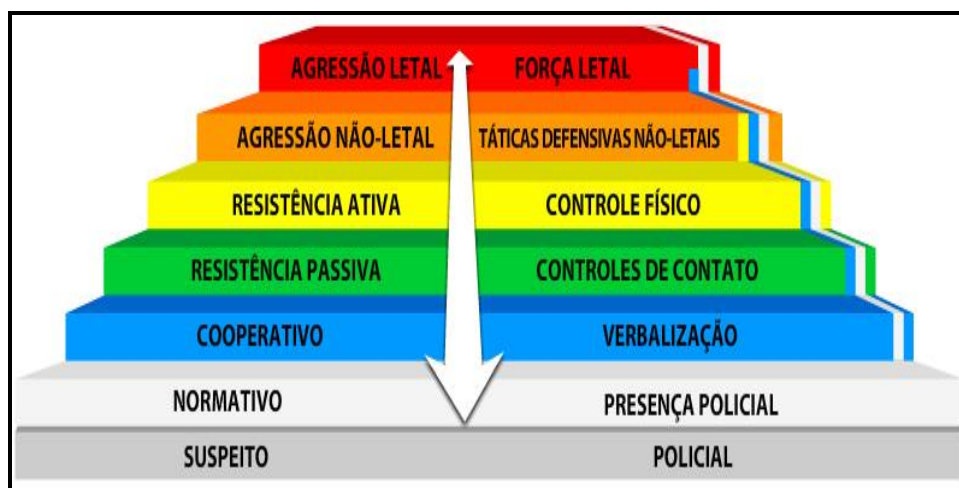 AGRESSÃO LETAL FORÇA LETAL
AGRESSÃO NÃO-LETAL TÁTICAS DEFENSIVAS NÃO-LETAIS
RESISTÊNCIA ATIVA CONTROLE FÍSICO
RESISTÊNCIA PASSIVA CONTROLES DE CONTATO
COOPERATIVO VERBALIZAÇÃO
NORMATIVO PRESENÇA POLICIAL
SUSPEITO POLICIAL